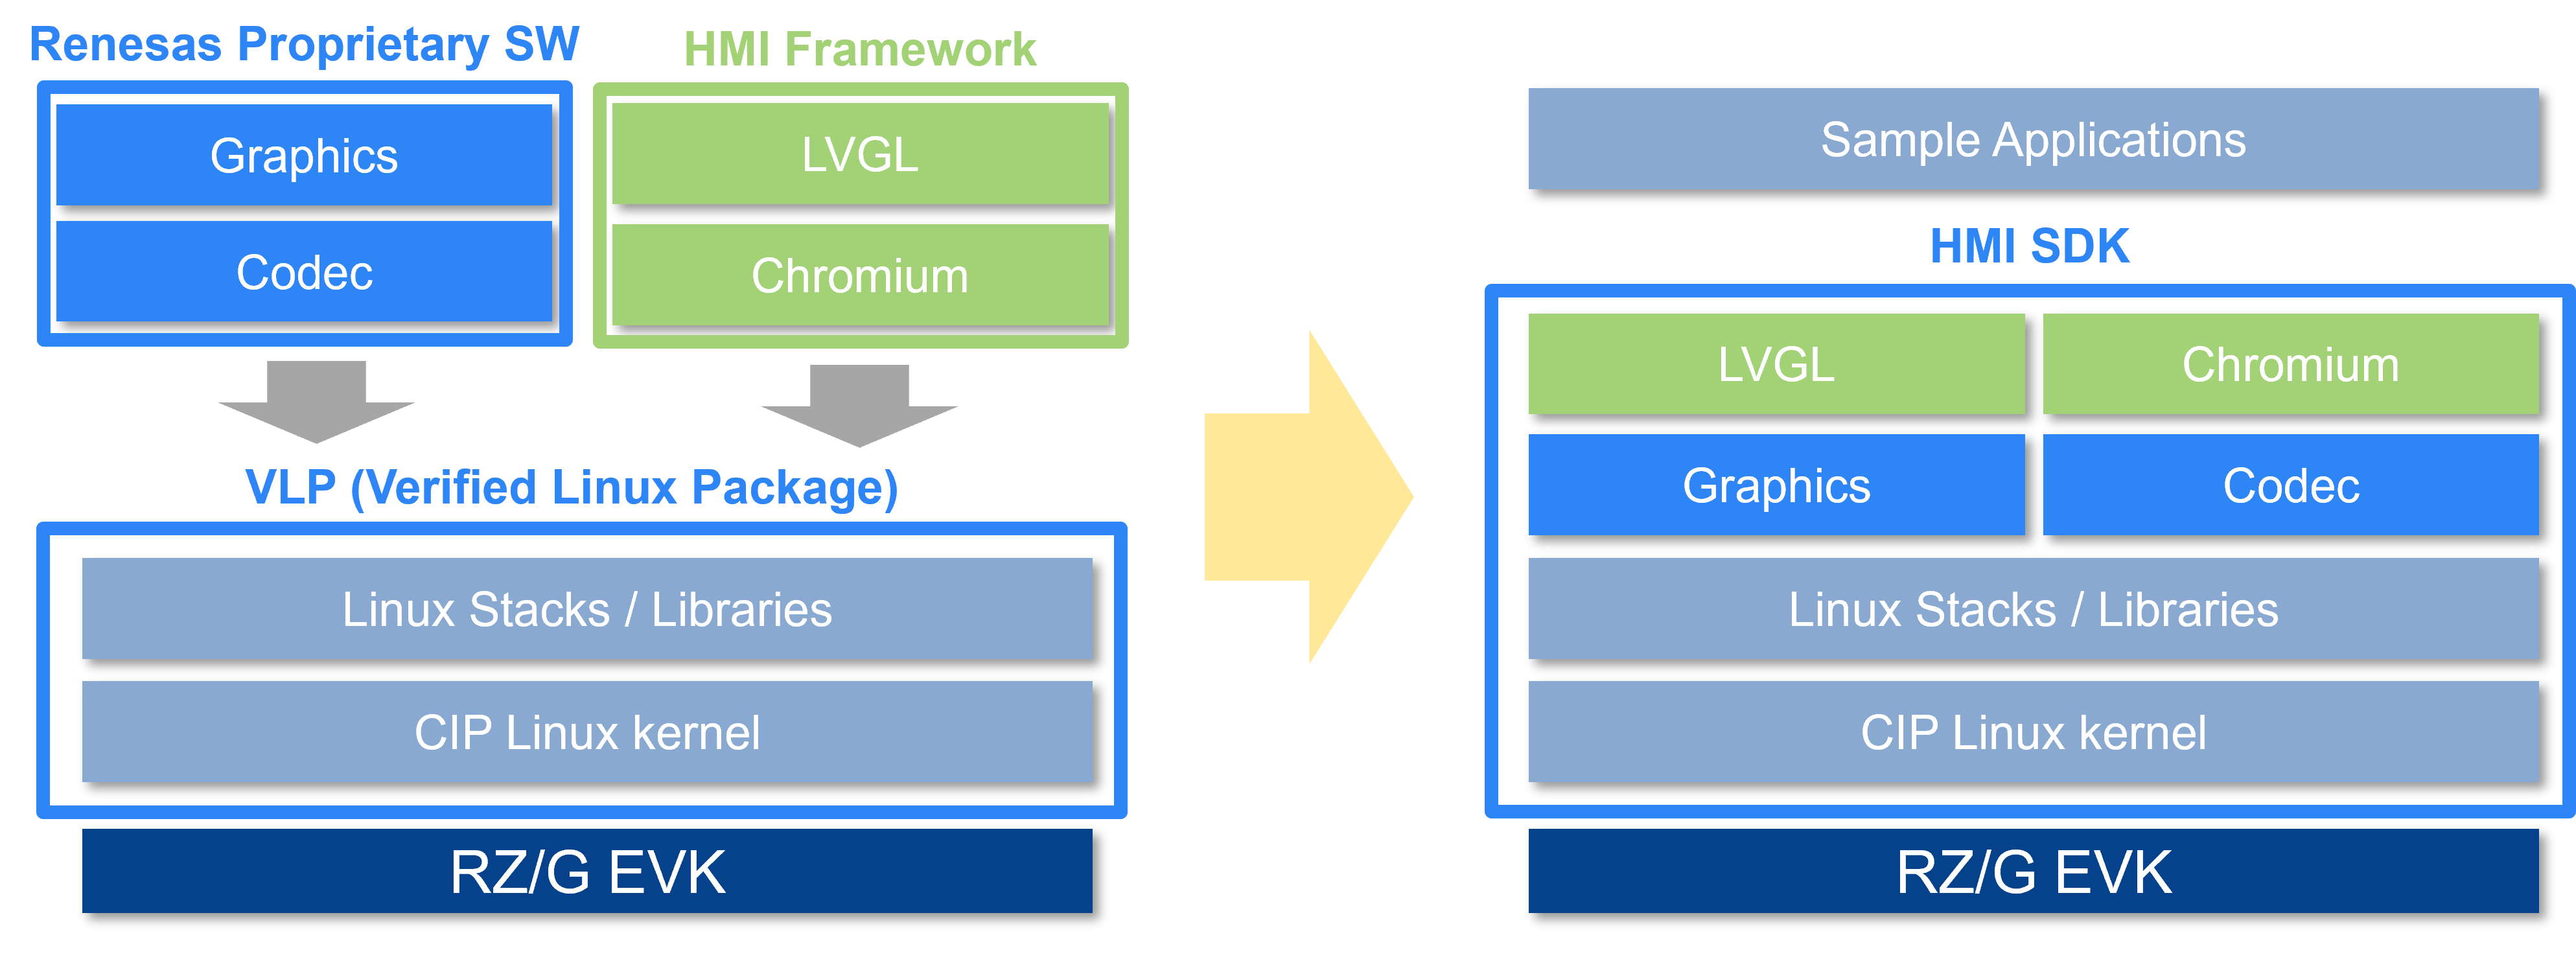 Renesas Proprietary SW
Graphics
Codec
HMI Framework
LVGL
Chromium
VLP (Verified Linux Package)
Linux Stacks / Libraries
CIP Linux kernel
RZ/G EVK
Sample Applications
HMI SDK
LVGL
Chromium
Graphics
Codec
Linux Stacks / Libraries
CIP Linux kernel
RZ/G EVK